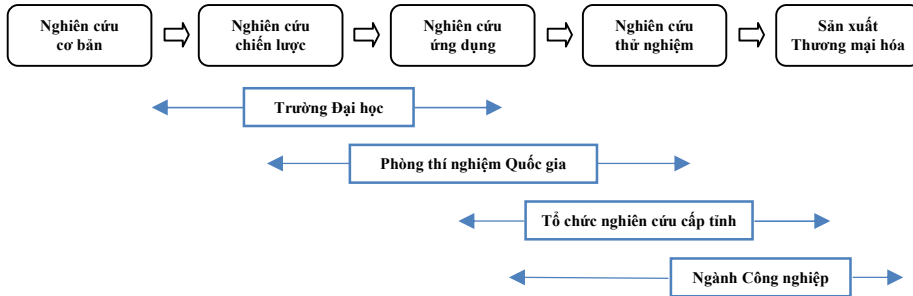 Nghiên cứu
cơ bản
Nghiên cứu
chiến lược
Nghiên cứu
ứng dụng
Nghiên cứu
thử nghiệm
Sản xuất
Thương mại hóa
Trường Đại học
Phòng thí nghiệm Quốc gia
Tổ chức nghiên cứu cấp tỉnh
Ngành Công nghiệp